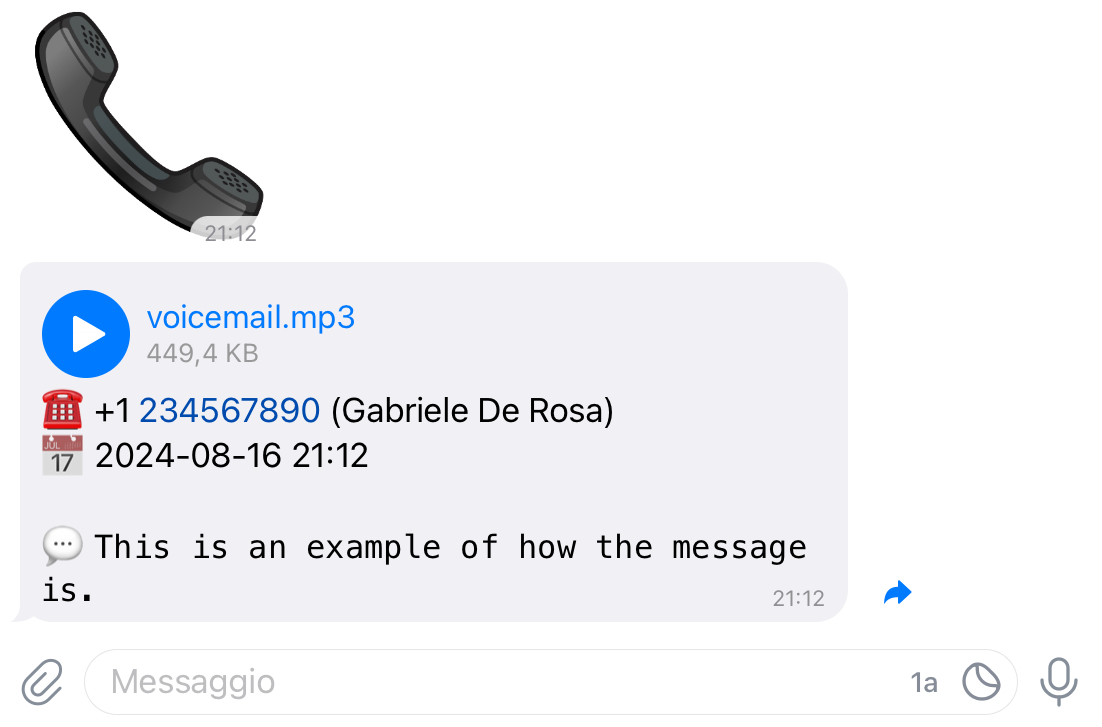 21:12
voicemail.mp3
449,4 KB
☎️ +1 234567890 (Gabriele De Rosa)
📅 2024-08-16 21:12
💬 This is an example of how the message
is.
21:12
Messaggio
1a